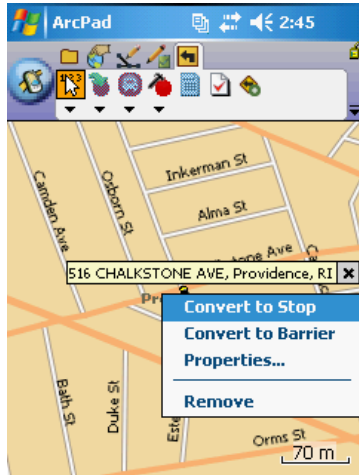 ArcPad 2:45
Inkerman St
Camden Ave
Osborn St
Alma St
Ave
516 CHALKSTONE AVE, Providence, RI
Convert to Stop
Convert to Barrier
Properties...
Remove
Bath St
Duke St
Orms St
70 m